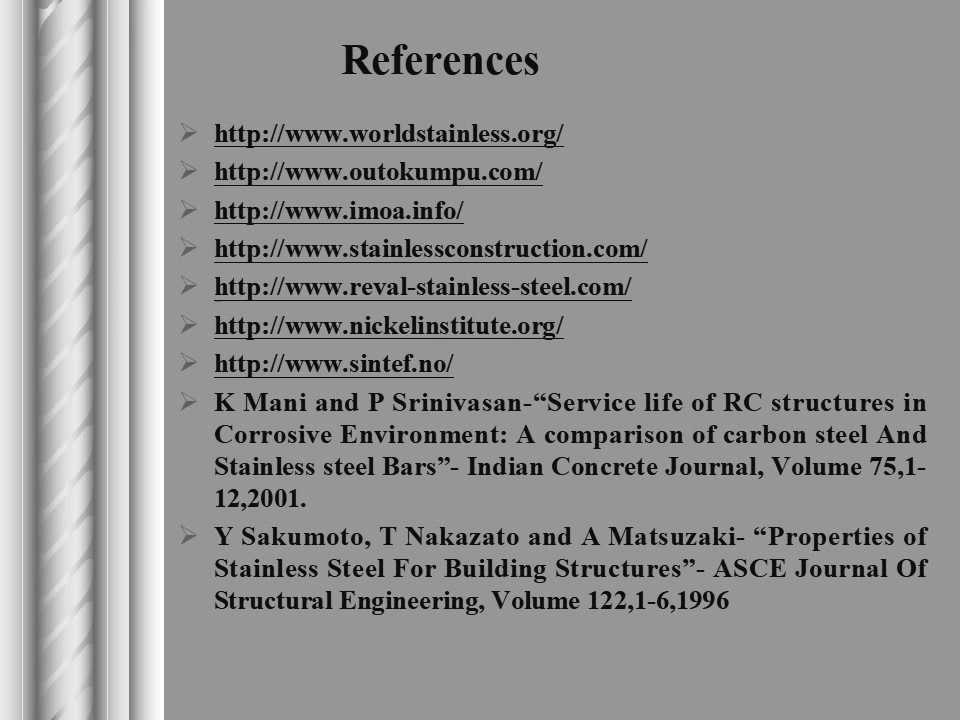 References
http://www.worldstainless.org/
http://www.outokumpu.com/
http://www.imoa.info/
http://www.stainlessconstruction.com/
http://www.reval-stainless-steel.com/
http://www.nickelinstitute.org/
http://www.sintef.no/
K Mani and P Srinivasan-“Service life of RC structures in
Corrosive Environment: A comparison of carbon steel And
Stainless steel Bars”- Indian Concrete Journal, Volume 75,1-
12,2001.
Y Sakumoto, T Nakazato and A Matsuzaki- “Properties of
Stainless Steel For Building Structures”- ASCE Journal Of
Structural Engineering, Volume 122,1-6,1996